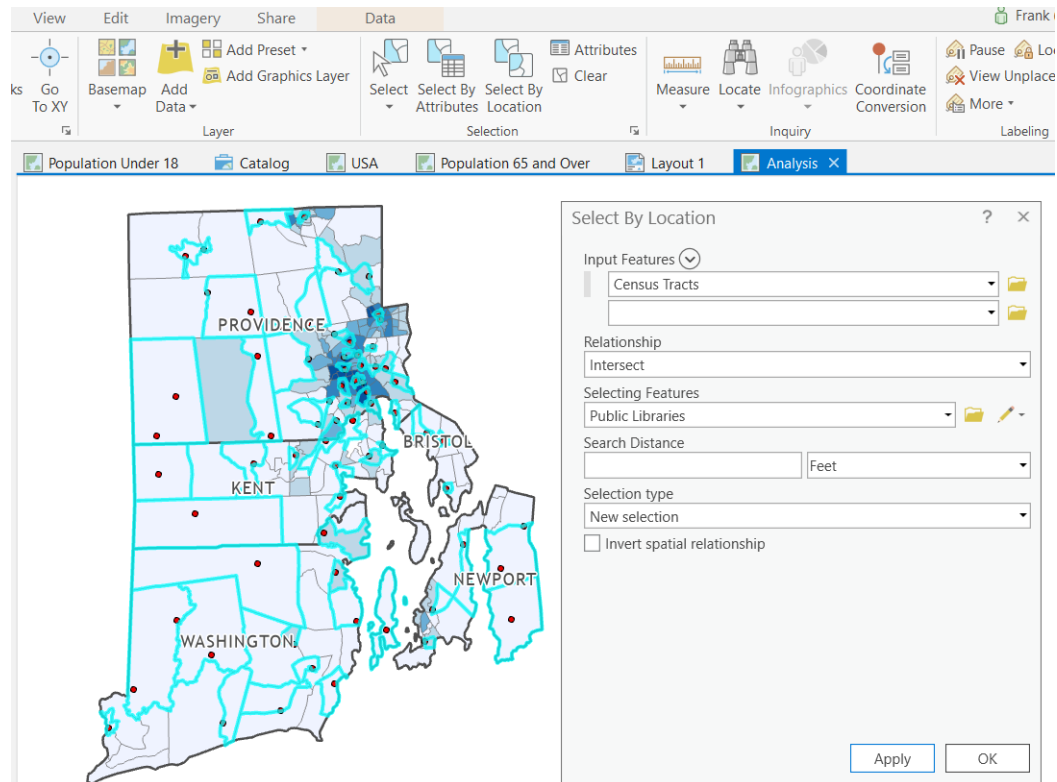 View Edit Imagery Share Data Frank
ks Go To XY
Basemap
Add Data
Add Preset
Add Graphics Layer
Layer
Select
Select By Attributes
Select By Location
Attributes
Clear
Selection
Measure
Locate
Infographics
Coordinate Conversion
Inquiry
Pause Loc
View Unplace
More
Labeling
Population Under 18 Catalog USA Population 65 and Over Layout 1 Analysis
PROVIDENCE
BRISTOL
KENT
NEWPORT
WASHINGTON
Select By Location ?
Input Features
Census Tracts
Relationship
Intersect
Selecting Features
Public Libraries
Search Distance
Feet
Selection type
New selection
Invert spatial relationship
Apply OK